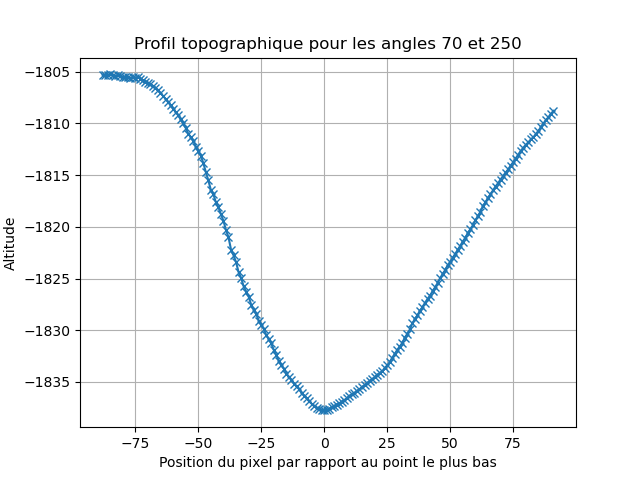 Profil topographique pour les angles 70 et 250
−1805
−1810
−1815
−1820
−1825
−1830
−1835
Altitude
−75 −50 −25 0 25 50 75
Position du pixel par rapport au point le plus bas